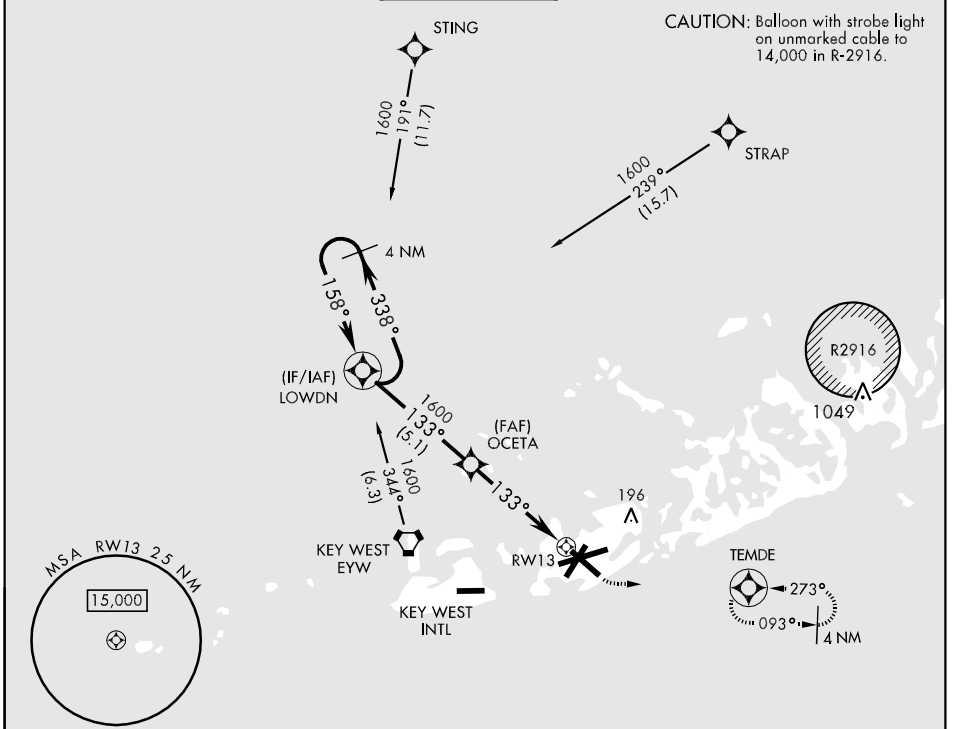 CAUTION: Balloon with strobe light
on unmarked cable to
14,000 in R-2916.
STING
1600
191°
(11.7)
STRAP
1600
239°
(15.7)
4 NM
158°
338°
(IF/IAF)
LOWDN
R2916
1049
1600
133°
(5.1)
(FAF)
OCETA
133°
1600
344°
(6.3)
196
KEY WEST
EYW
RW13
KEY WEST
INTL
TEMDE
273°
093°
4 NM
MSA RW13 25 NM
15,000